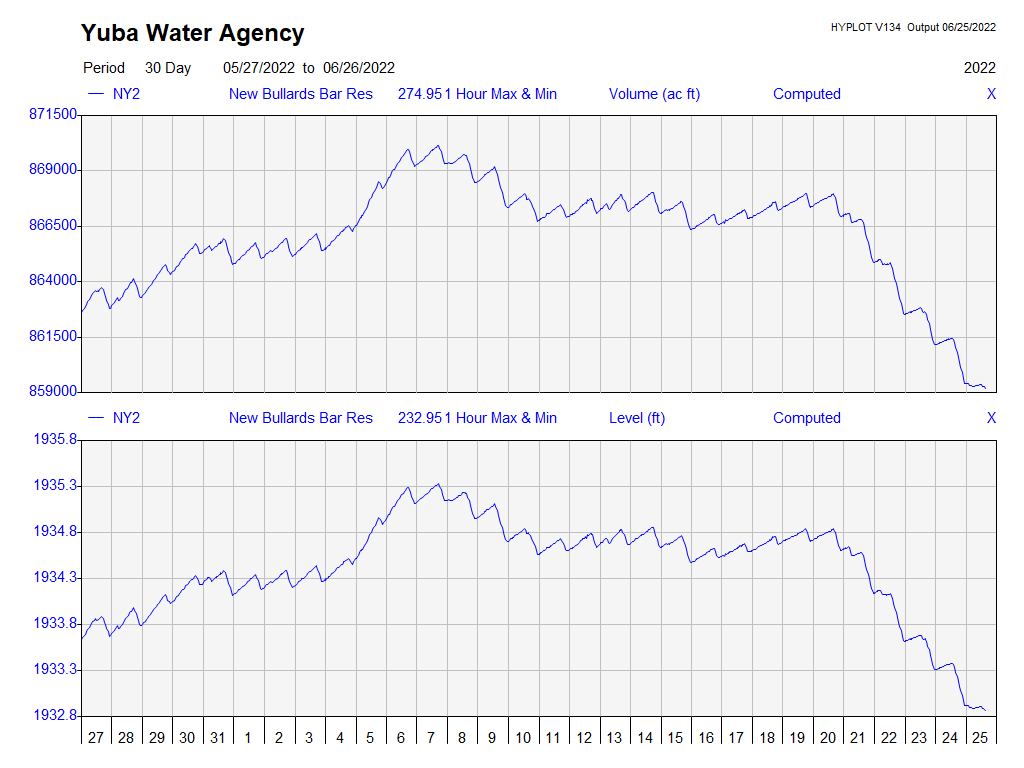 Yuba Water Agency
HYPLOT V134 Output 06/25/2022
Period 30 Day 05/27/2022 to 06/26/2022 2022
NY2 New Bullards Bar Res 274.951 Hour Max & Min Volume (ac ft) Computed X
871500
869000
866500
864000
861500
859000
NY2 New Bullards Bar Res 232.951 Hour Max & Min Level (ft) Computed X
1935.8
1935.3
1934.8
1934.3
1933.8
1933.3
1932.8
27 28 29 30 31 1 2 3 4 5 6 7 8 9 10 11 12 13 14 15 16 17 18 19 20 21 22 23 24 25